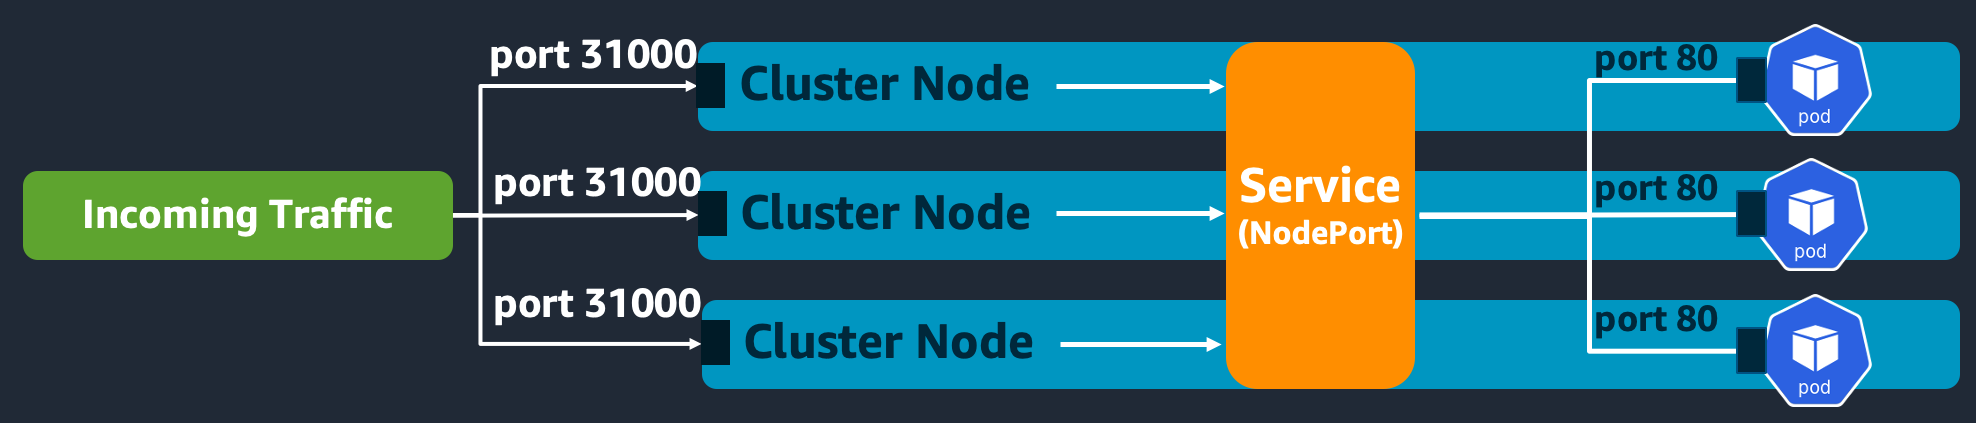 port 31000
Cluster Node
port 80
pod
Incoming Traffic
port 31000
Cluster Node
Service
(NodePort)
port 80
pod
port 31000
Cluster Node
port 80
pod